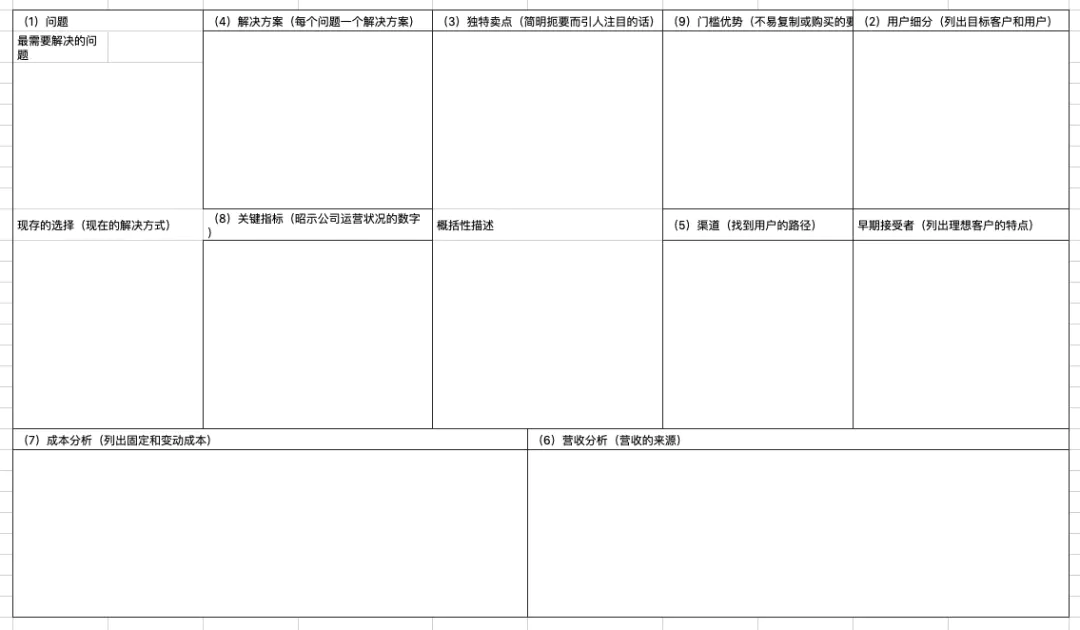 （1）问题
（4）解决方案（每个问题一个解决方案）
（3）独特卖点（简明扼要而引人注目的话）
（9）门槛优势（不易复制或购买的要
（2）用户细分（列出目标客户和用户）
最需要解决的问
题
现存的选择（现在的解决方式）
（8）关键指标（昭示公司运营状况的数字
）
概括性描述
（5）渠道（找到用户的路径）
早期接受者（列出理想客户的特点）
（7）成本分析（列出固定和变动成本）
（6）营收分析（营收的来源）